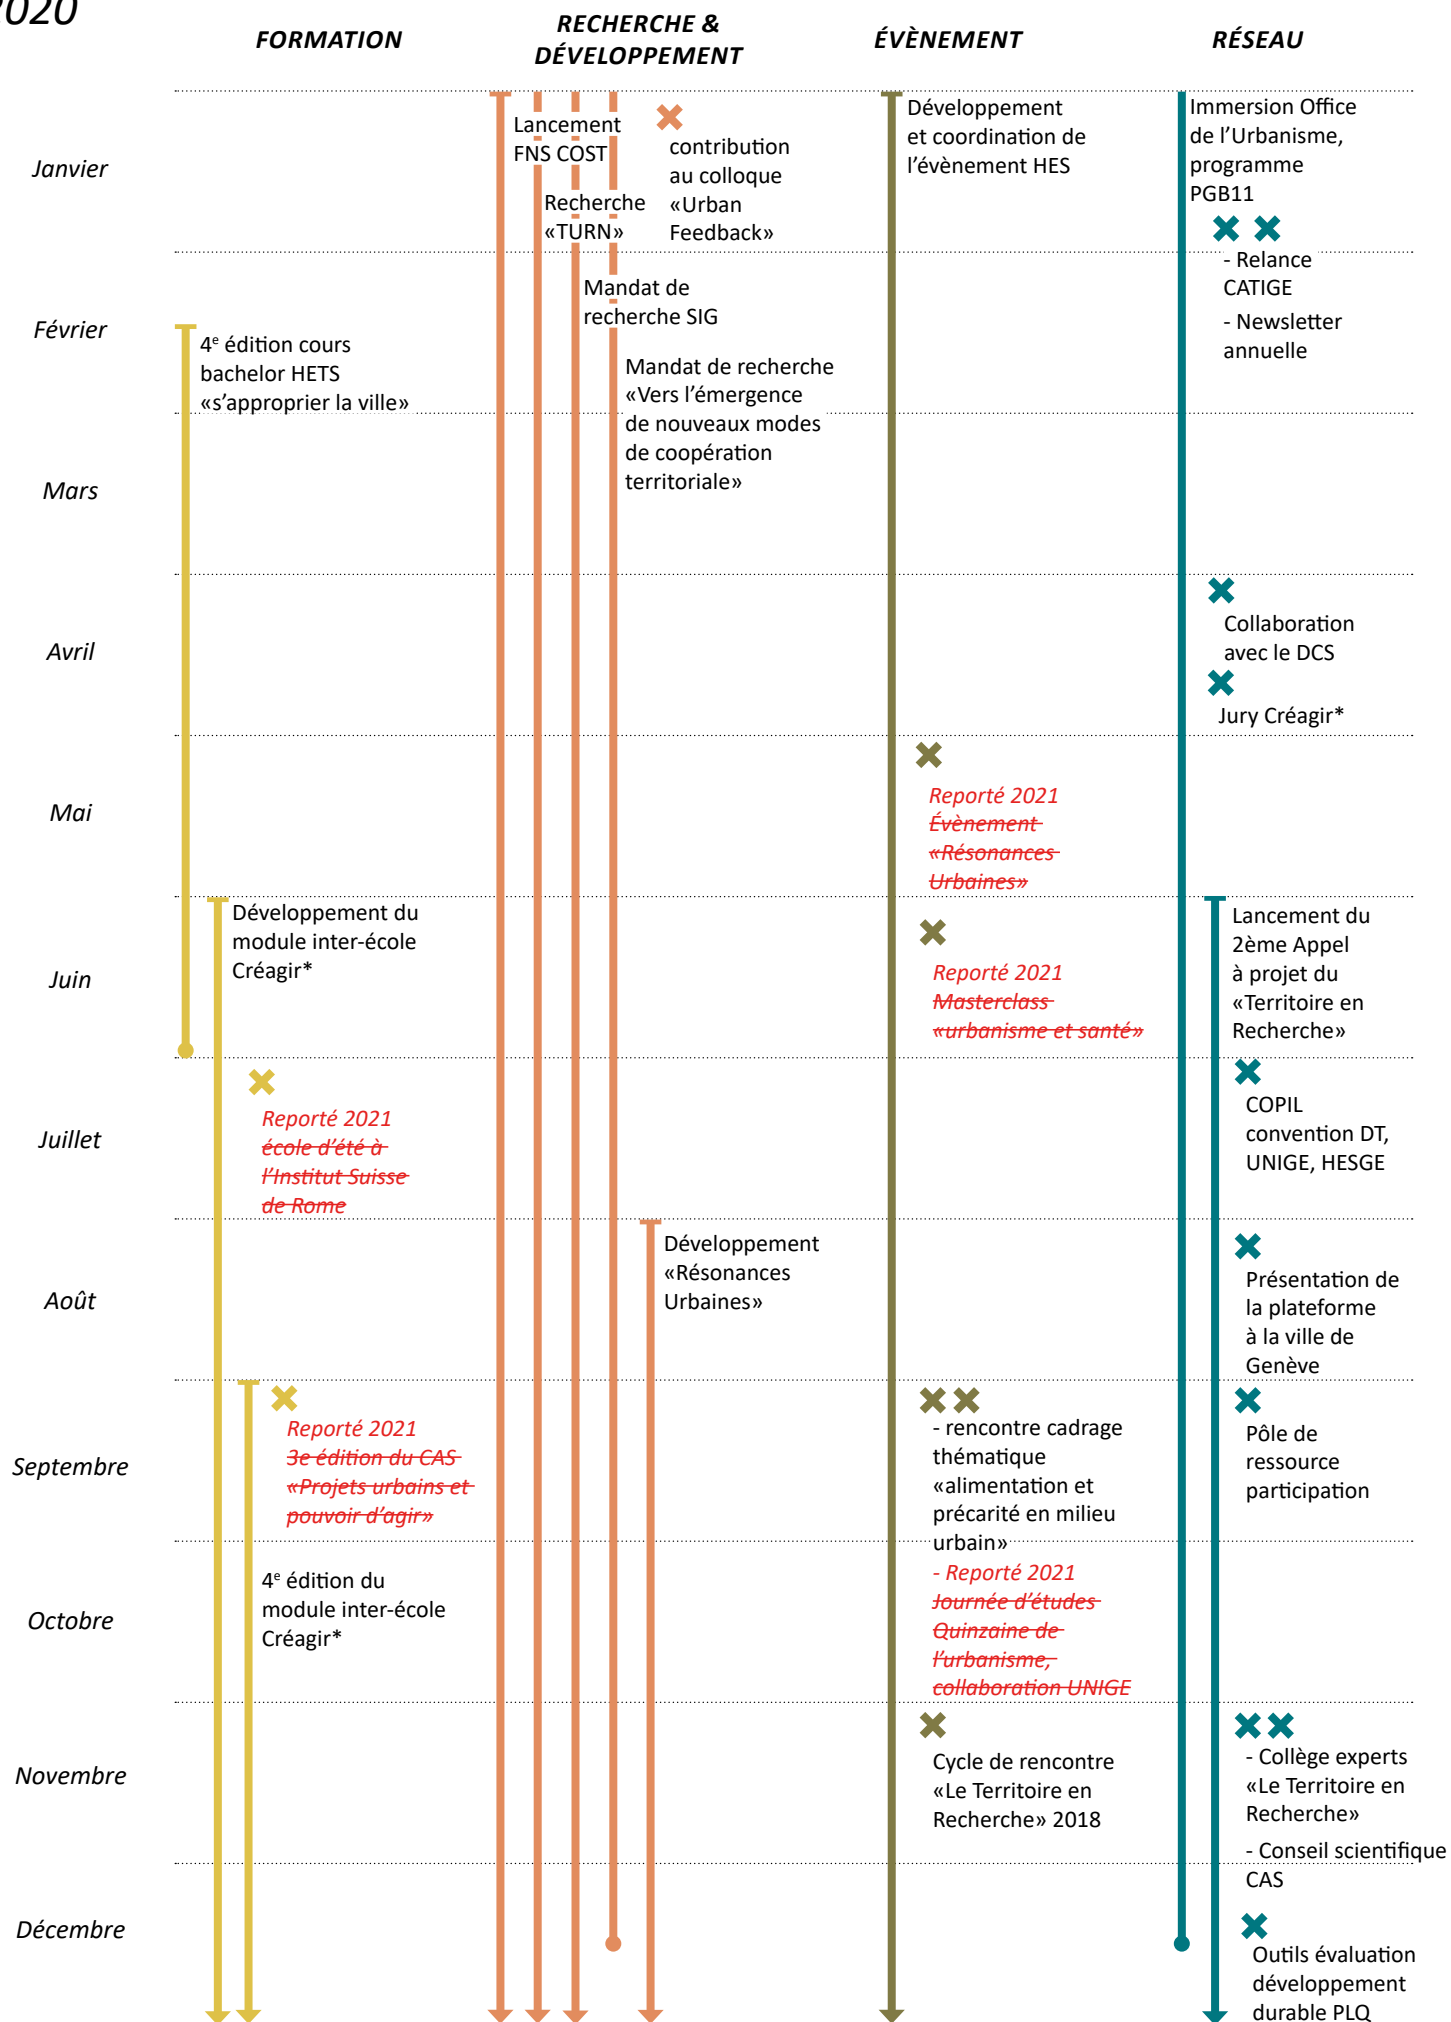 2020
FORMATION
RECHERCHE &
DÉVELOPPEMENT
ÉVÈNEMENT
RÉSEAU
Janvier
Lancement
FNS COST
Recherche
«TURN»
contribution
au colloque
«Urban
Feedback»
Développement
et coordination de
l’évènement HES
Immersion Office
de l’Urbanisme,
programme
PGB11
- Relance
CATIGE
- Newsletter
annuelle
Février
4e édition cours
bachelor HETS
«s’approprier la ville»
Mandat de
recherche SIG
Mandat de recherche
«Vers l’émergence
de nouveaux modes
de coopération
territoriale»
Mars
Avril
Collaboration
avec le DCS
Jury Créagir*
Mai
Reporté 2021
Évènement
«Résonances
Urbaines»
Juin
Développement du
module inter-école
Créagir*
Reporté 2021
Masterclass
«urbanisme et santé»
Lancement du
2ème Appel
à projet du
«Territoire en
Recherche»
Juillet
Reporté 2021
école d’été à
l’Institut Suisse
de Rome
COPIL
convention DT,
UNIGE, HESGE
Août
Développement
«Résonances
Urbaines»
Présentation de
la plateforme
à la ville de
Genève
Septembre
Reporté 2021
3e édition du CAS
«Projets urbains et
pouvoir d’agir»
- rencontre cadrage
thématique
«alimentation et
précarité en milieu
urbain»
- Reporté 2021
Journée d’études
Quinzaine de
l’urbanisme,
collaboration UNIGE
Pôle de
ressource
participation
Octobre
4e édition du
module inter-école
Créagir*
Novembre
Cycle de rencontre
«Le Territoire en
Recherche» 2018
- Collège experts
«Le Territoire en
Recherche»
- Conseil scientifique
CAS
Décembre
Outils évaluation
développement
durable PLQ